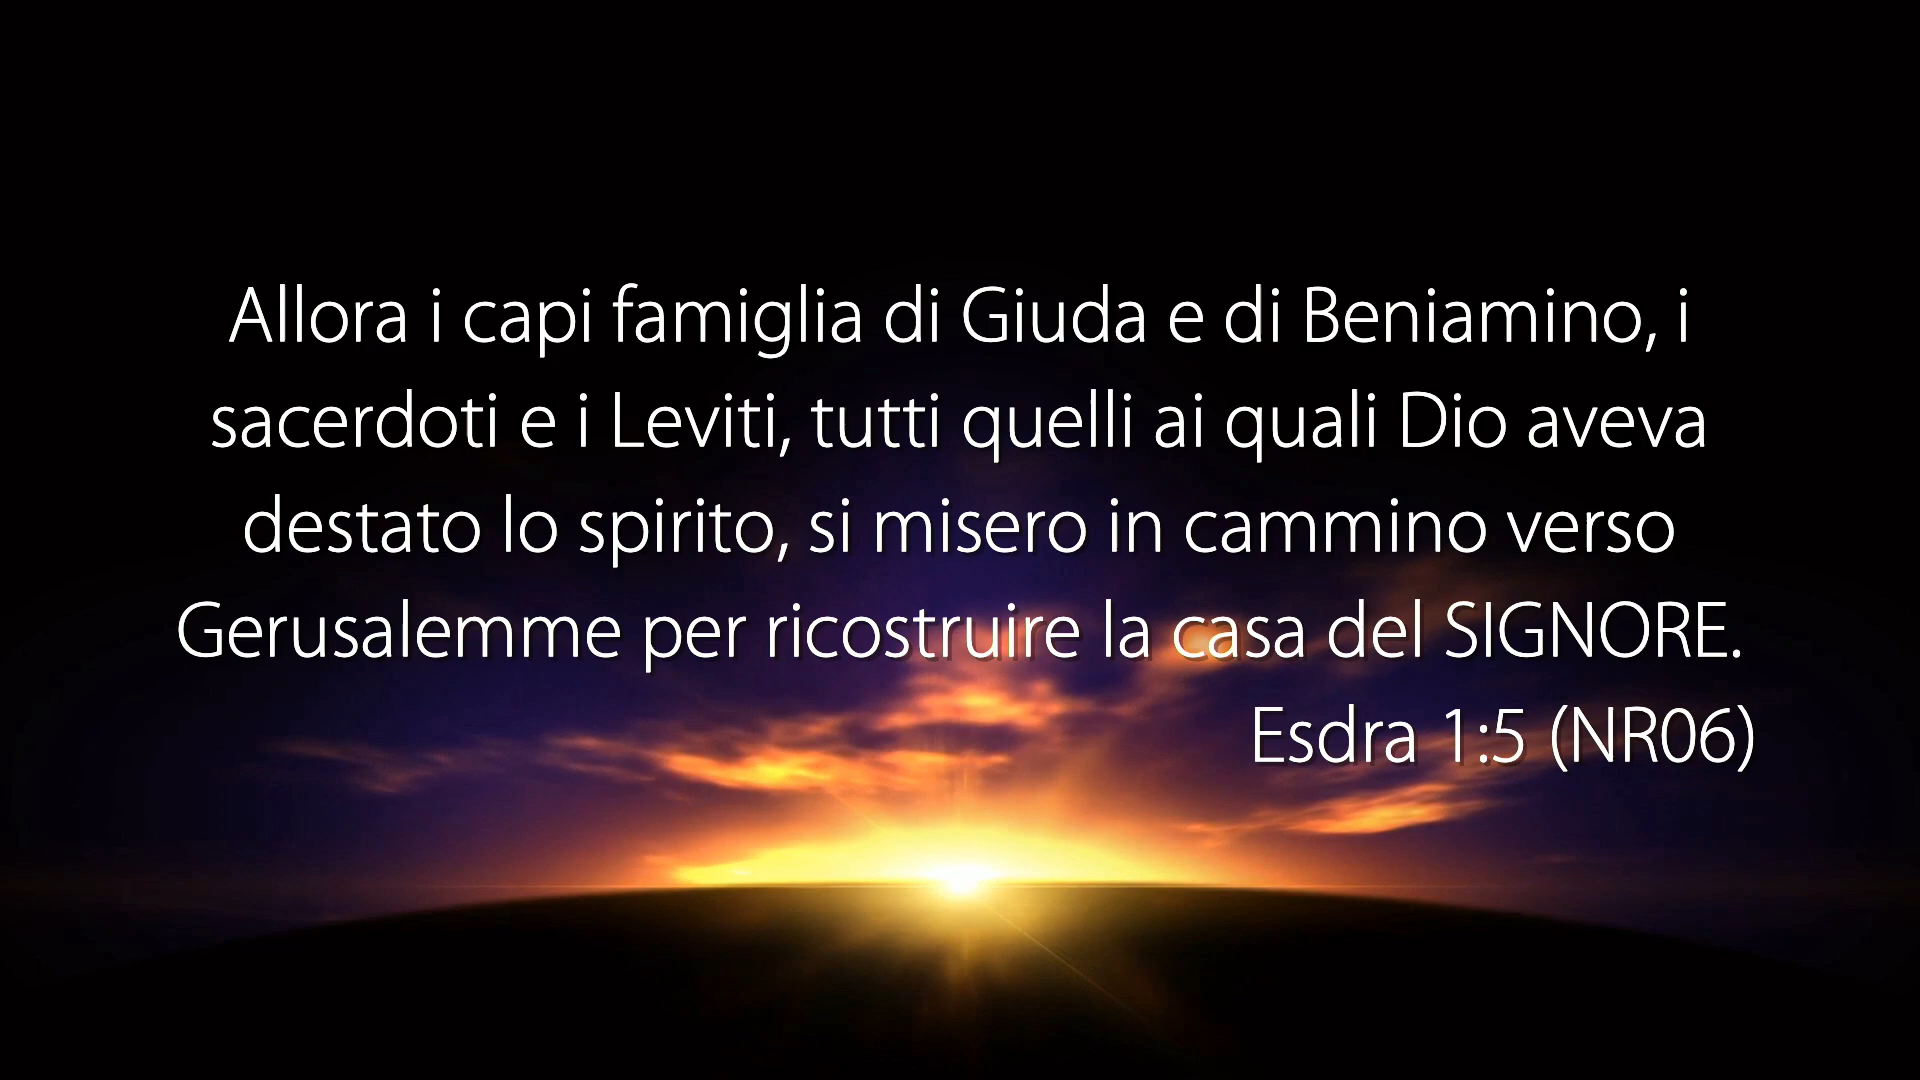 Allora i capi famiglia di Giuda e di Beniamino, i
sacerdoti e i Leviti, tutti quelli ai quali Dio aveva
destato lo spirito, si misero in cammino verso
Gerusalemme per ricostruire la casa del SIGNORE.
Esdra 1:5 (NR06)